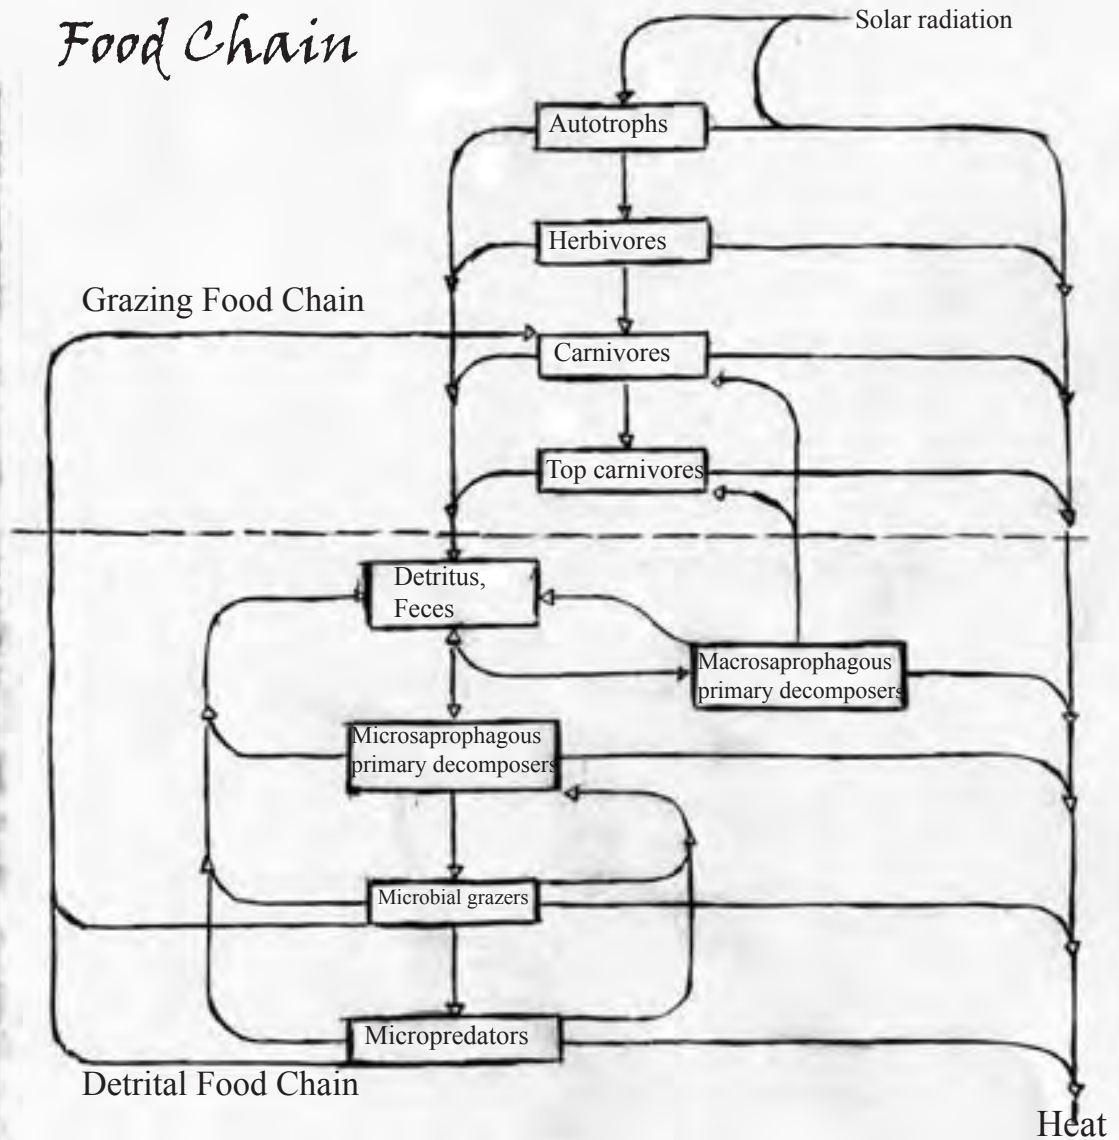 Food Chain
Solar radiation
Autotrophs
Herbivores
Grazing Food Chain
Carnivores
Top carnivores
Detritus,
Feces
Macrosaprophagous
primary decomposers
Microsaprophagous
primary decomposers
Microbial grazers
Micropredators
Detrital Food Chain
Heat